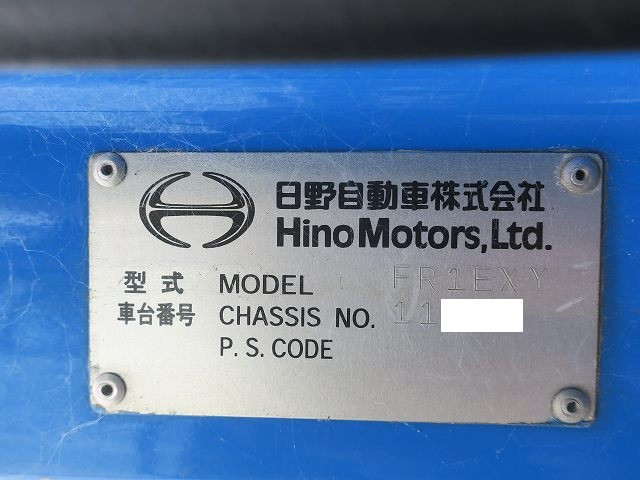 日野自動車株式会社
Hino Motors, Ltd.
型式 MODEL FR1EXY
車台番号 CHASSIS NO. 11
P. S. CODE